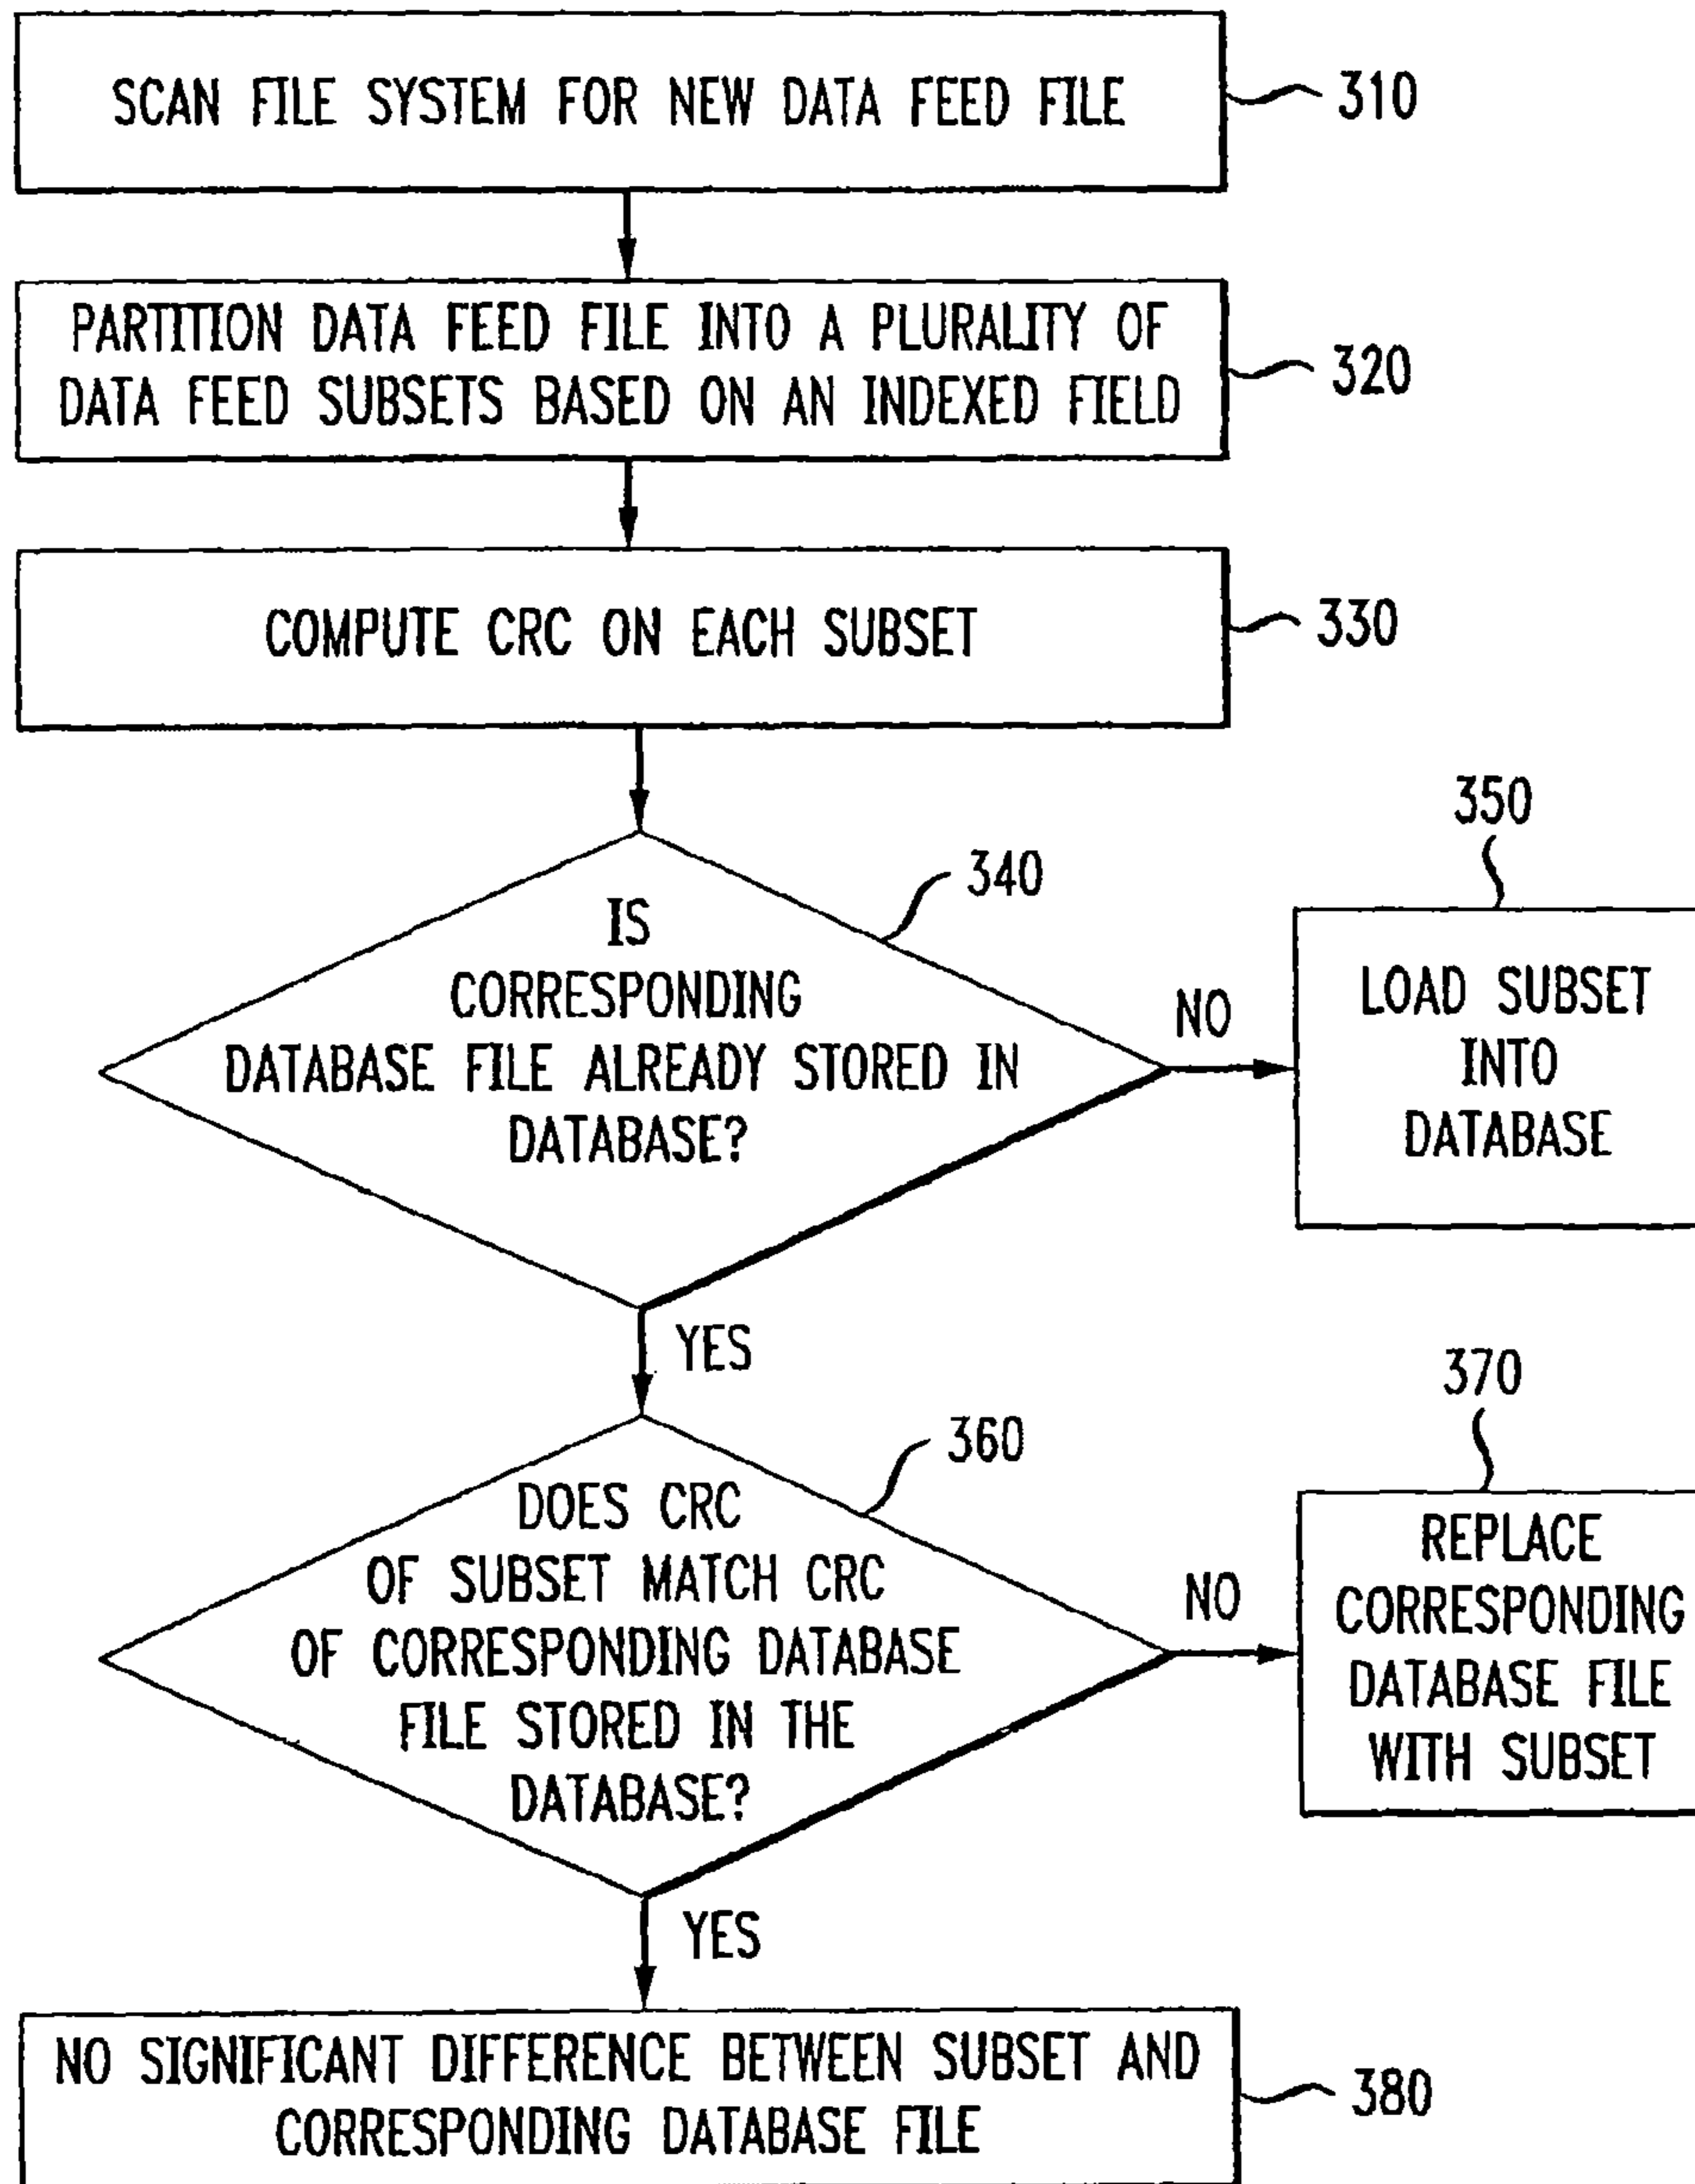 SCAN FILE SYSTEM FOR NEW DATA FEED FILE
310
PARTITION DATA FEED FILE INTO A PLURALITY OF
DATA FEED SUBSETS BASED ON AN INDEXED FIELD
320
COMPUTE CRC ON EACH SUBSET
330
340
IS
CORRESPONDING
DATABASE FILE ALREADY STORED IN
DATABASE?
NO
350
LOAD SUBSET
INTO
DATABASE
YES
360
DOES CRC
OF SUBSET MATCH CRC
OF CORRESPONDING DATABASE
FILE STORED IN THE
DATABASE?
NO
370
REPLACE
CORRESPONDING
DATABASE FILE
WITH SUBSET
YES
NO SIGNIFICANT DIFFERENCE BETWEEN SUBSET AND
CORRESPONDING DATABASE FILE
380